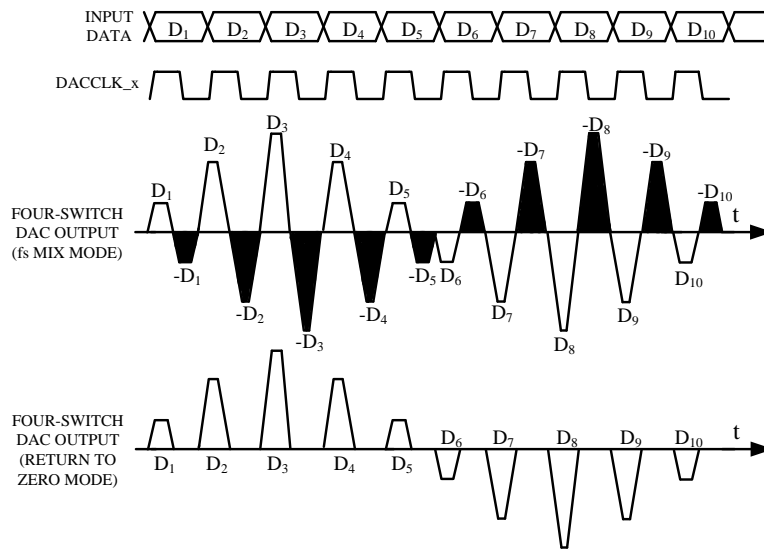 INPUT
DATA
D₁ D₂ D₃ D₄ D₅ D₆ D₇ D₈ D₉ D₁₀
DACCLK_x
FOUR-SWITCH
DAC OUTPUT
(fs MIX MODE)
D₁ D₂ D₃ D₄ D₅ -D₆ -D₇ -D₈ -D₉ -D₁₀ t
-D₁ -D₂ -D₃ -D₄ -D₅ D₆ D₇ D₈ D₉ D₁₀
FOUR-SWITCH
DAC OUTPUT
(RETURN TO
ZERO MODE)
D₆ D₇ D₈ D₉ D₁₀ t
D₁ D₂ D₃ D₄ D₅